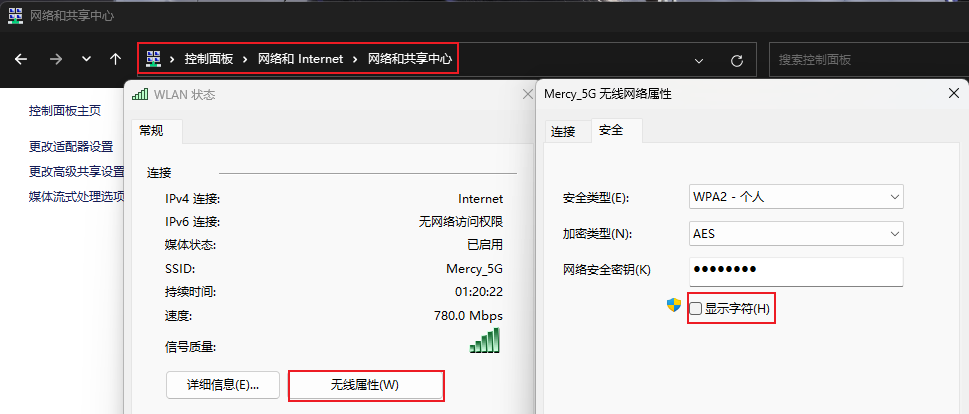 网络和共享中心
控制面板 › 网络和 Internet › 网络和共享中心
搜索控制面板
控制面板主页
更改适配器设置
更改高级共享设置
媒体流式处理选项
WLAN 状态
常规
连接
IPv4 连接: Internet
IPv6 连接: 无网络访问权限
媒体状态: 已启用
SSID: Mercy_5G
持续时间: 01:20:22
速度: 780.0 Mbps
信号质量:
详细信息(E)... 无线属性(W)
Mercy_5G 无线网络属性
连接 安全
安全类型(E): WPA2 - 个人
加密类型(N): AES
网络安全密钥(K) ●●●●●●●●
显示字符(H)